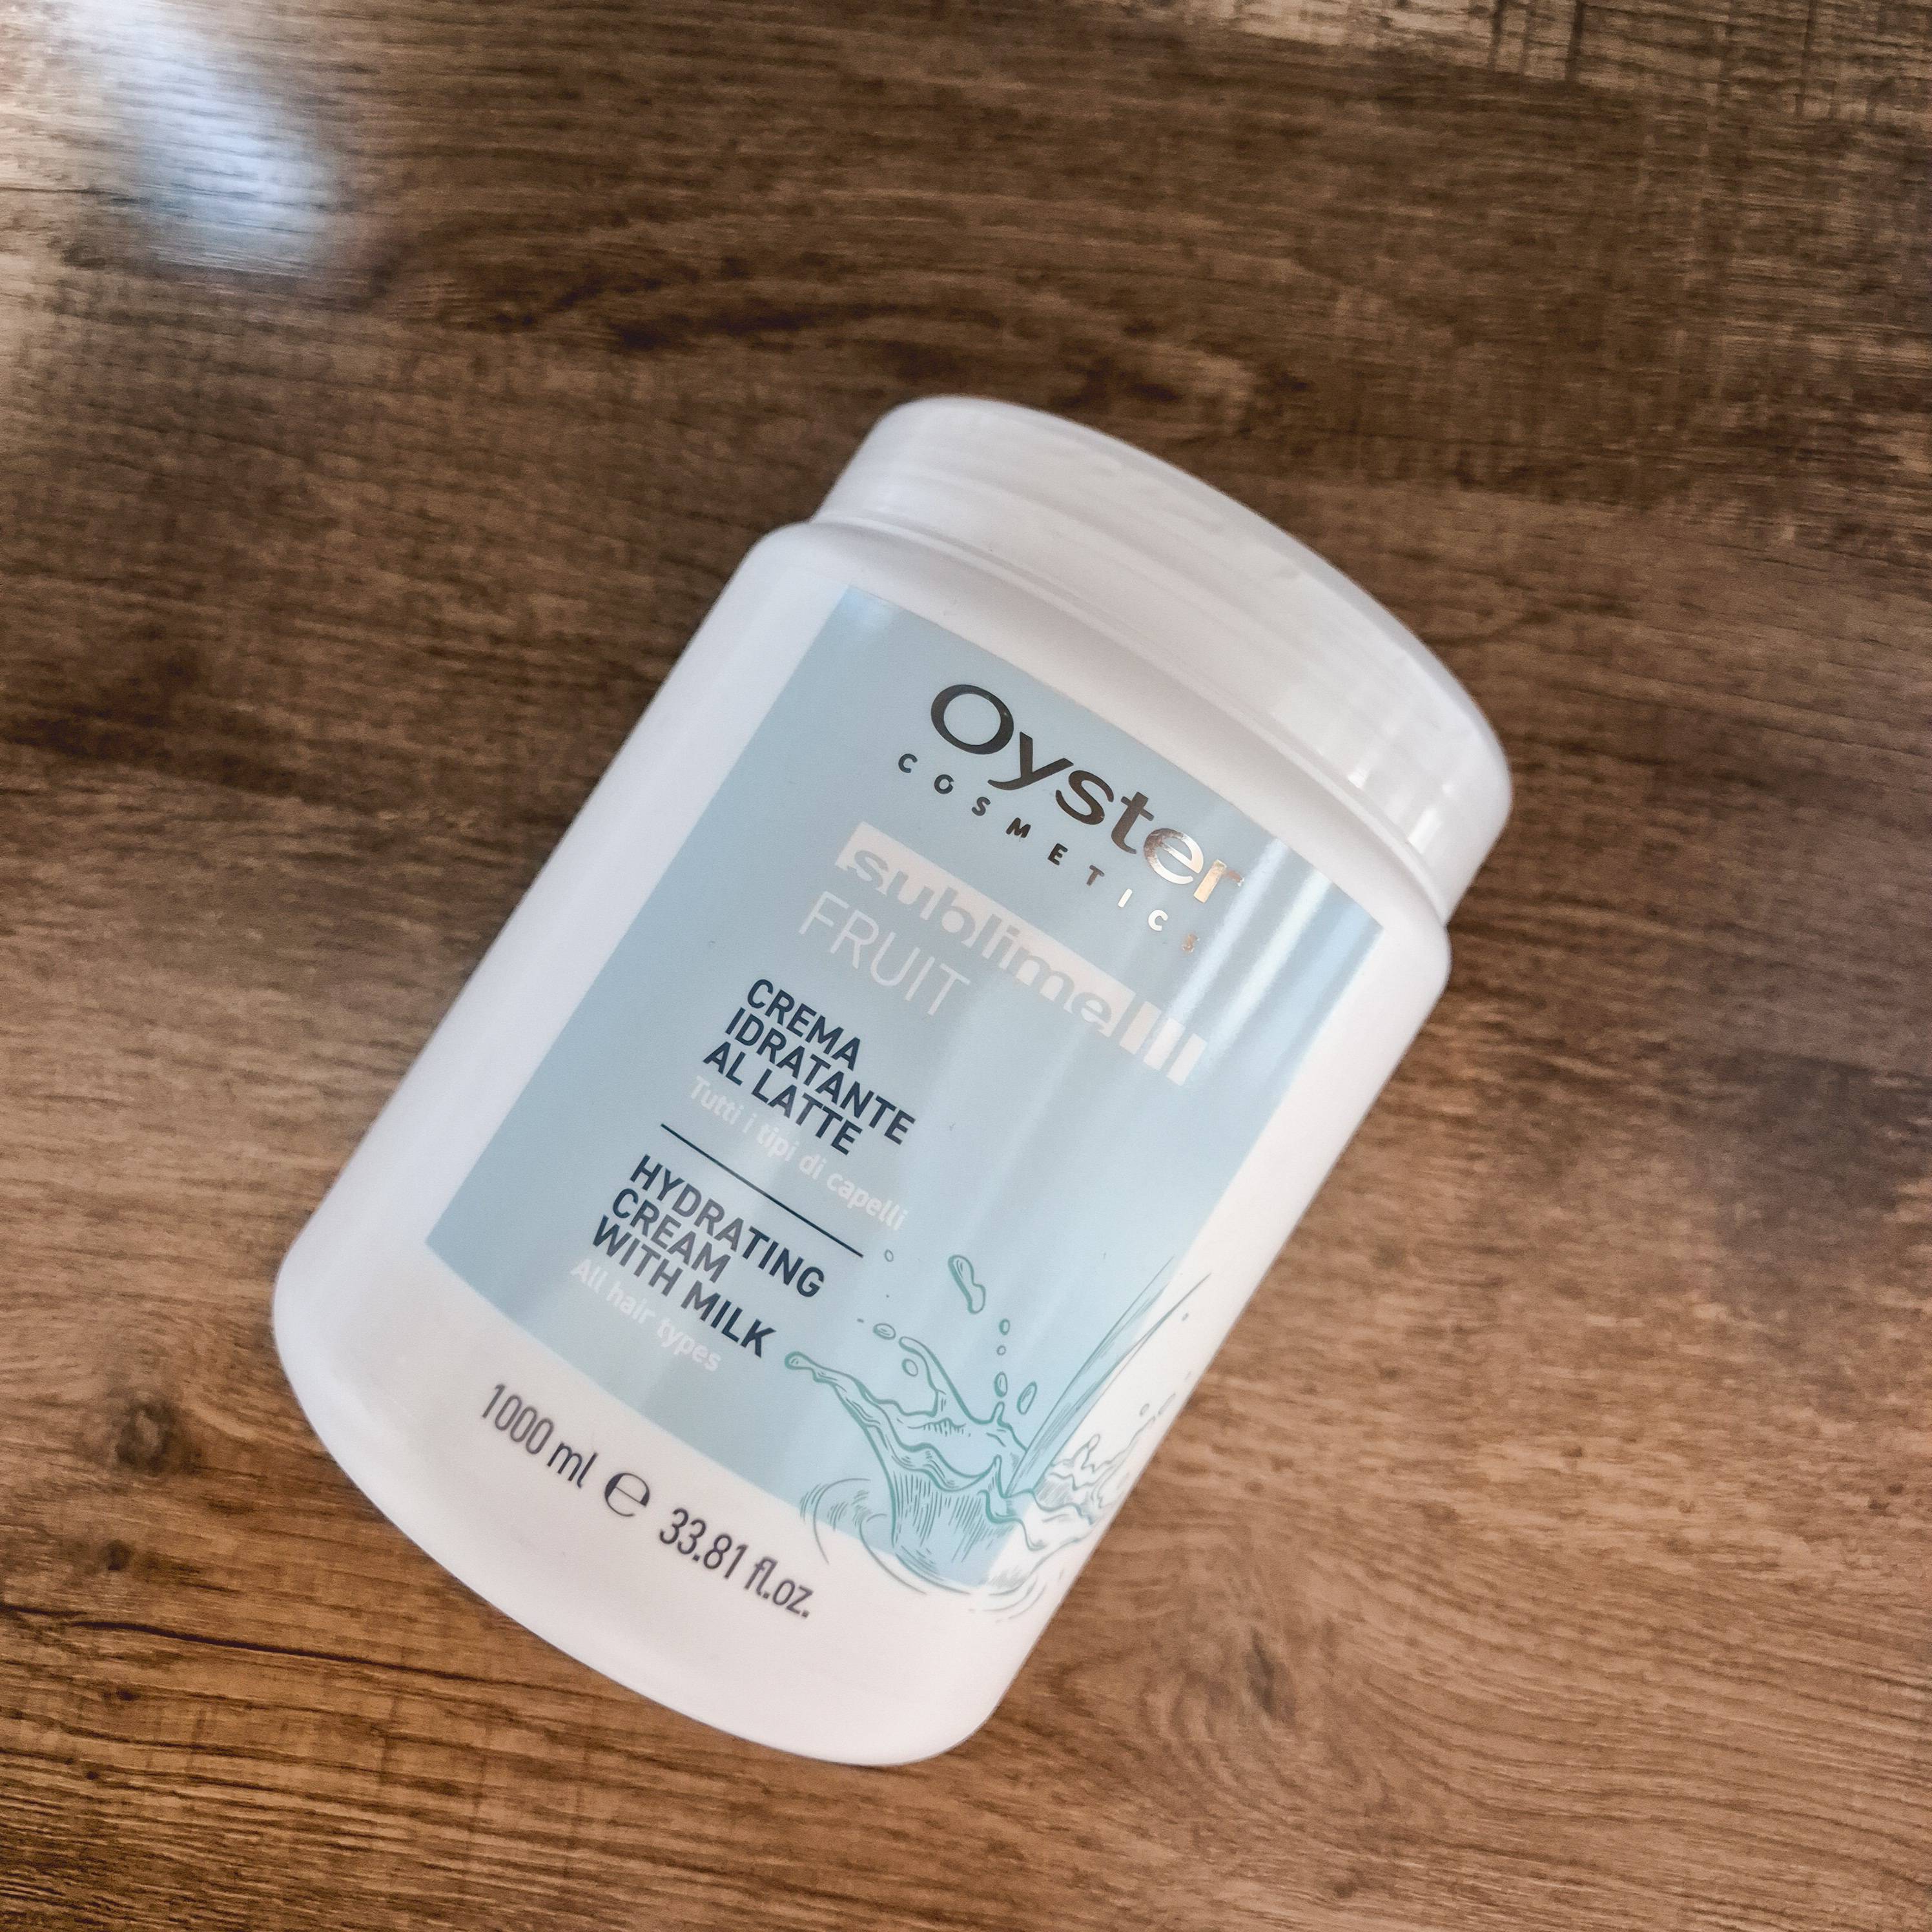 Oyster
COSMETICS
sublime
FRUIT
CREMA
IDRATANTE
AL LATTE
Tutti i tipi di capelli
HYDRATING
CREAM
WITH MILK
All hair types
1000 ml ℮ 33.81 fl.oz.